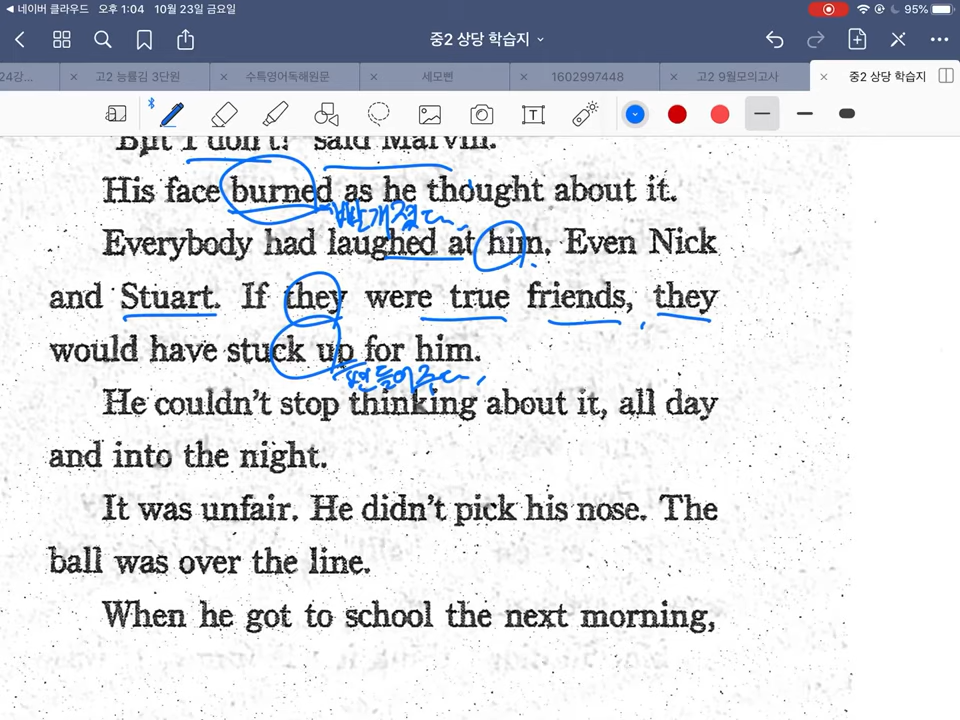 네이버 클라우드 오후 1:04 10월 23일 금요일 95%
중2 상담 학습지
24강... 고2 능률김 3단원 수특영어독해원문 세모삔 1602997448 고2 9월모의고사 중2 상담 학습지
But I don't!" said Marvin.
His face burned as he thought about it.
빨개졌다.
Everybody had laughed at him. Even Nick
and Stuart. If they were true friends, they
would have stuck up for him.
편들어주다,
He couldn't stop thinking about it, all day
and into the night.
It was unfair. He didn't pick his nose. The
ball was over the line.
When he got to school the next morning,